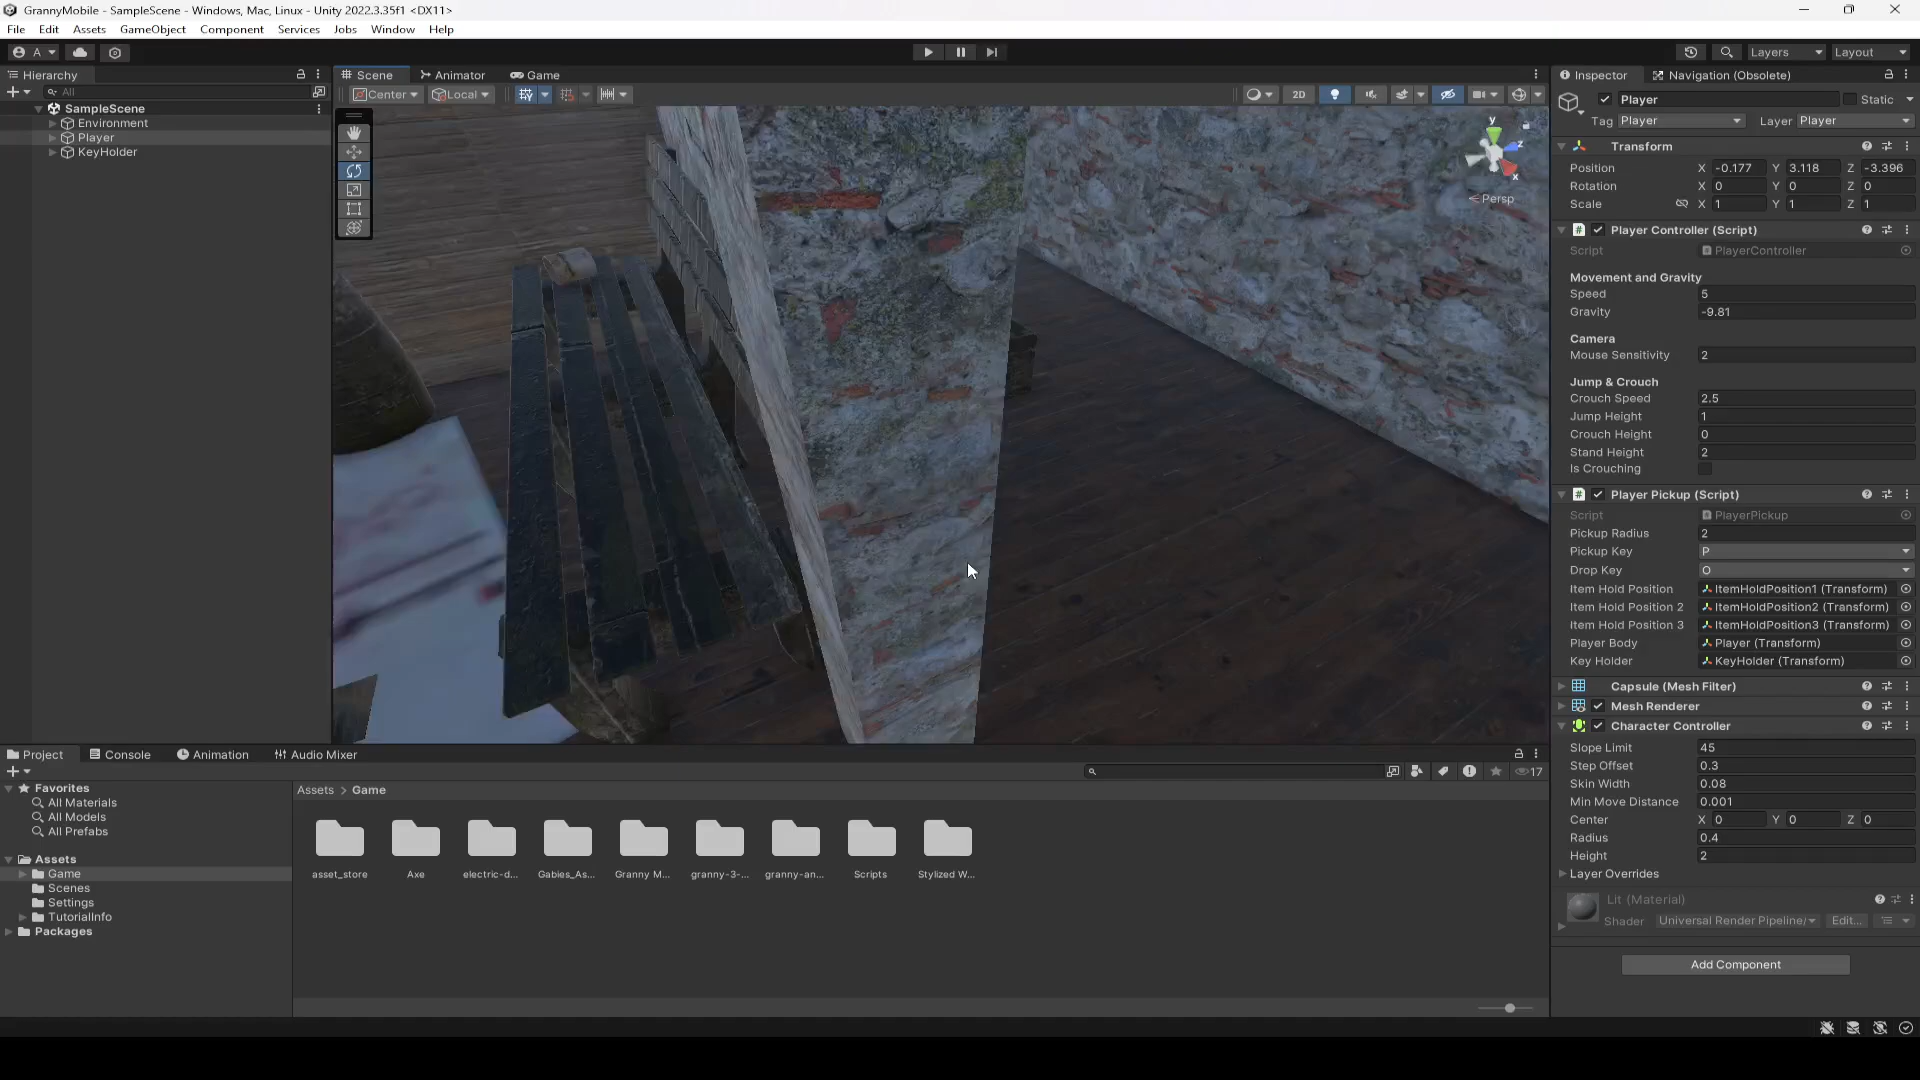 GrannyMobile - SampleScene - Windows, Mac, Linux - Unity 2022.3.35f1 <DX11>
File Edit Assets GameObject Component Services Jobs Window Help
A Layers Layout
Hierarchy
All
SampleScene
Environment
Player
KeyHolder
Scene Animator Game
Center Local 2D
y
z
x
Persp
Inspector Navigation (Obsolete)
Player Static
Tag Player Layer Player
Transform
Position X -0.177 Y 3.118 Z -3.396
Rotation X 0 Y 0 Z 0
Scale X 1 Y 1 Z 1
Player Controller (Script)
Script PlayerController
Movement and Gravity
Speed 5
Gravity -9.81
Camera
Mouse Sensitivity 2
Jump & Crouch
Crouch Speed 2.5
Jump Height 1
Crouch Height 0
Stand Height 2
Is Crouching
Player Pickup (Script)
Script PlayerPickup
Pickup Radius 2
Pickup Key P
Drop Key O
Item Hold Position ItemHoldPosition1 (Transform)
Item Hold Position 2 ItemHoldPosition2 (Transform)
Item Hold Position 3 ItemHoldPosition3 (Transform)
Player Body Player (Transform)
Key Holder KeyHolder (Transform)
Capsule (Mesh Filter)
Mesh Renderer
Character Controller
Slope Limit 45
Step Offset 0.3
Skin Width 0.08
Min Move Distance 0.001
Center X 0 Y 0 Z 0
Radius 0.4
Height 2
Layer Overrides
Lit (Material)
Shader Universal Render Pipeline/ Edit...
Add Component
Project Console Animation Audio Mixer
17
Favorites
All Materials
All Models
All Prefabs
Assets
Game
Scenes
Settings
TutorialInfo
Packages
Assets > Game
asset_store Axe electric-d... Gabies_As... Granny M... granny-3-... granny-an... Scripts Stylized W...